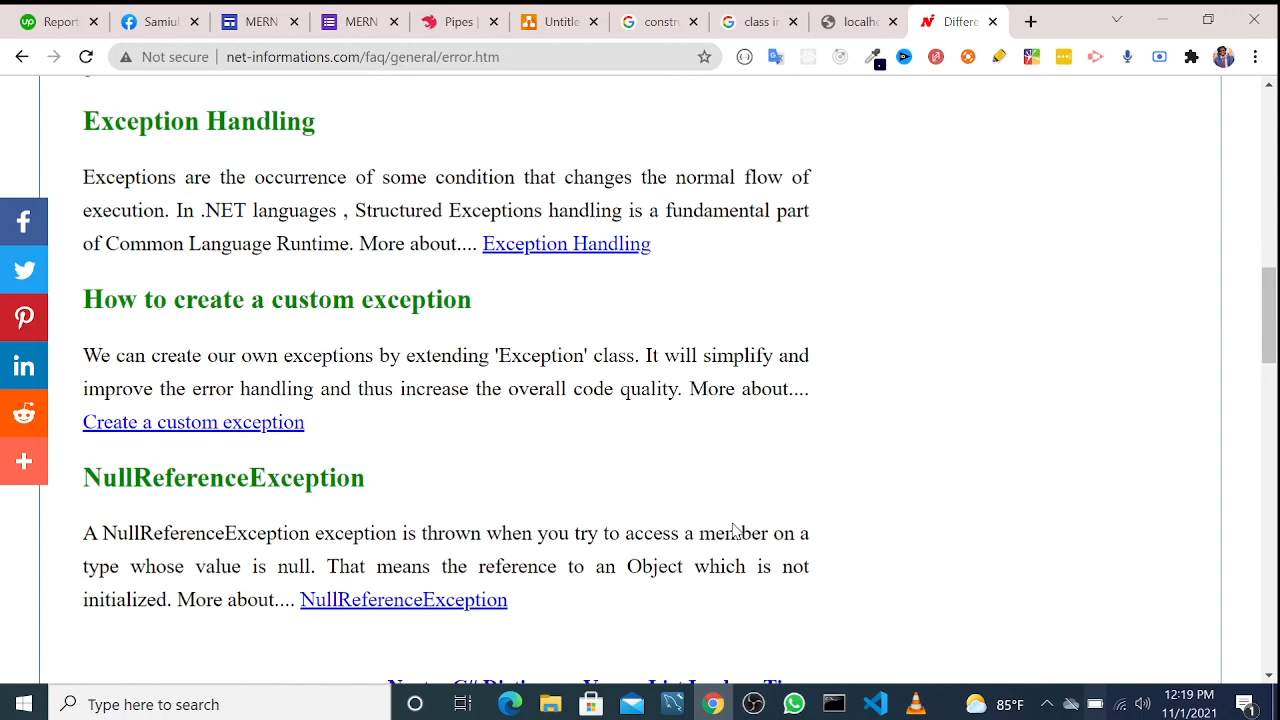 Report
Samiul
MERN
MERN
Pipes |
Untitle
constru
class in
localho
Differe
Not secure
net-informations.com/faq/general/error.htm
Exception Handling
Exceptions are the occurrence of some condition that changes the normal flow of
execution. In .NET languages , Structured Exceptions handling is a fundamental part
of Common Language Runtime. More about.... Exception Handling
How to create a custom exception
We can create our own exceptions by extending 'Exception' class. It will simplify and
improve the error handling and thus increase the overall code quality. More about....
Create a custom exception
NullReferenceException
A NullReferenceException exception is thrown when you try to access a member on a
type whose value is null. That means the reference to an Object which is not
initialized. More about.... NullReferenceException
Type here to search
85°F
12:19 PM
11/1/2021
1